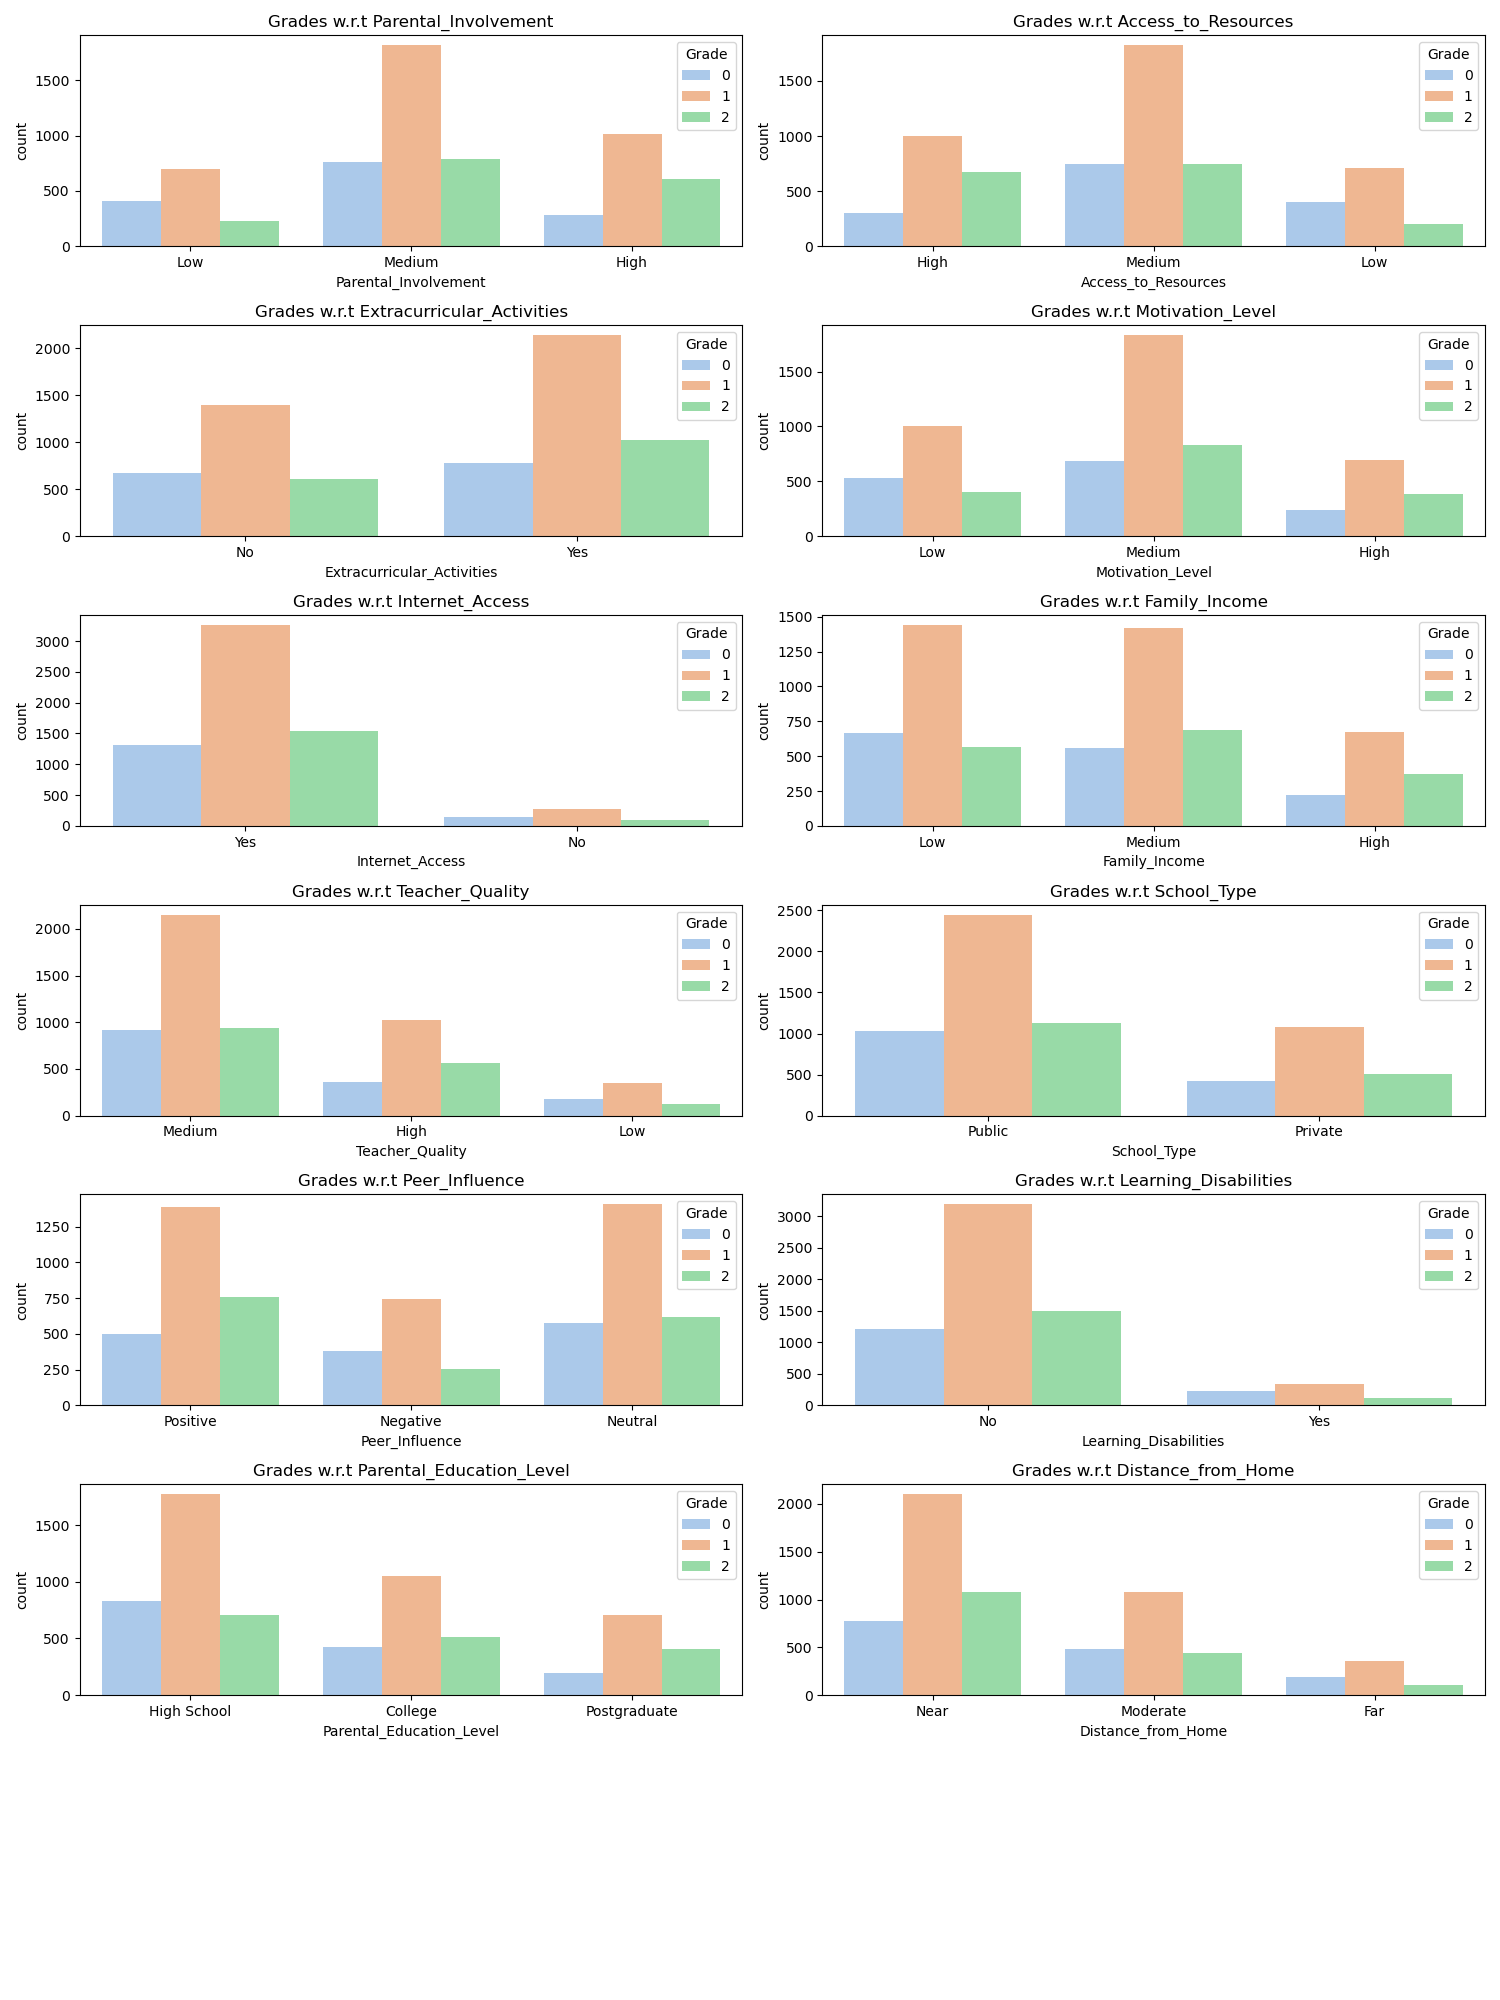 Grades w.r.t Parental_Involvement
count
1500
1000
500
0
Grade
0
1
2
Low Medium High
Parental_Involvement
Grades w.r.t Access_to_Resources
count
1500
1000
500
0
Grade
0
1
2
High Medium Low
Access_to_Resources
Grades w.r.t Extracurricular_Activities
count
2000
1500
1000
500
0
Grade
0
1
2
No Yes
Extracurricular_Activities
Grades w.r.t Motivation_Level
count
1500
1000
500
0
Grade
0
1
2
Low Medium High
Motivation_Level
Grades w.r.t Internet_Access
count
3000
2500
2000
1500
1000
500
0
Grade
0
1
2
Yes No
Internet_Access
Grades w.r.t Family_Income
count
1500
1250
1000
750
500
250
0
Grade
0
1
2
Low Medium High
Family_Income
Grades w.r.t Teacher_Quality
count
2000
1500
1000
500
0
Grade
0
1
2
Medium High Low
Teacher_Quality
Grades w.r.t School_Type
count
2500
2000
1500
1000
500
0
Grade
0
1
2
Public Private
School_Type
Grades w.r.t Peer_Influence
count
1250
1000
750
500
250
0
Grade
0
1
2
Positive Negative Neutral
Peer_Influence
Grades w.r.t Learning_Disabilities
count
3000
2500
2000
1500
1000
500
0
Grade
0
1
2
No Yes
Learning_Disabilities
Grades w.r.t Parental_Education_Level
count
1500
1000
500
0
Grade
0
1
2
High School College Postgraduate
Parental_Education_Level
Grades w.r.t Distance_from_Home
count
2000
1500
1000
500
0
Grade
0
1
2
Near Moderate Far
Distance_from_Home